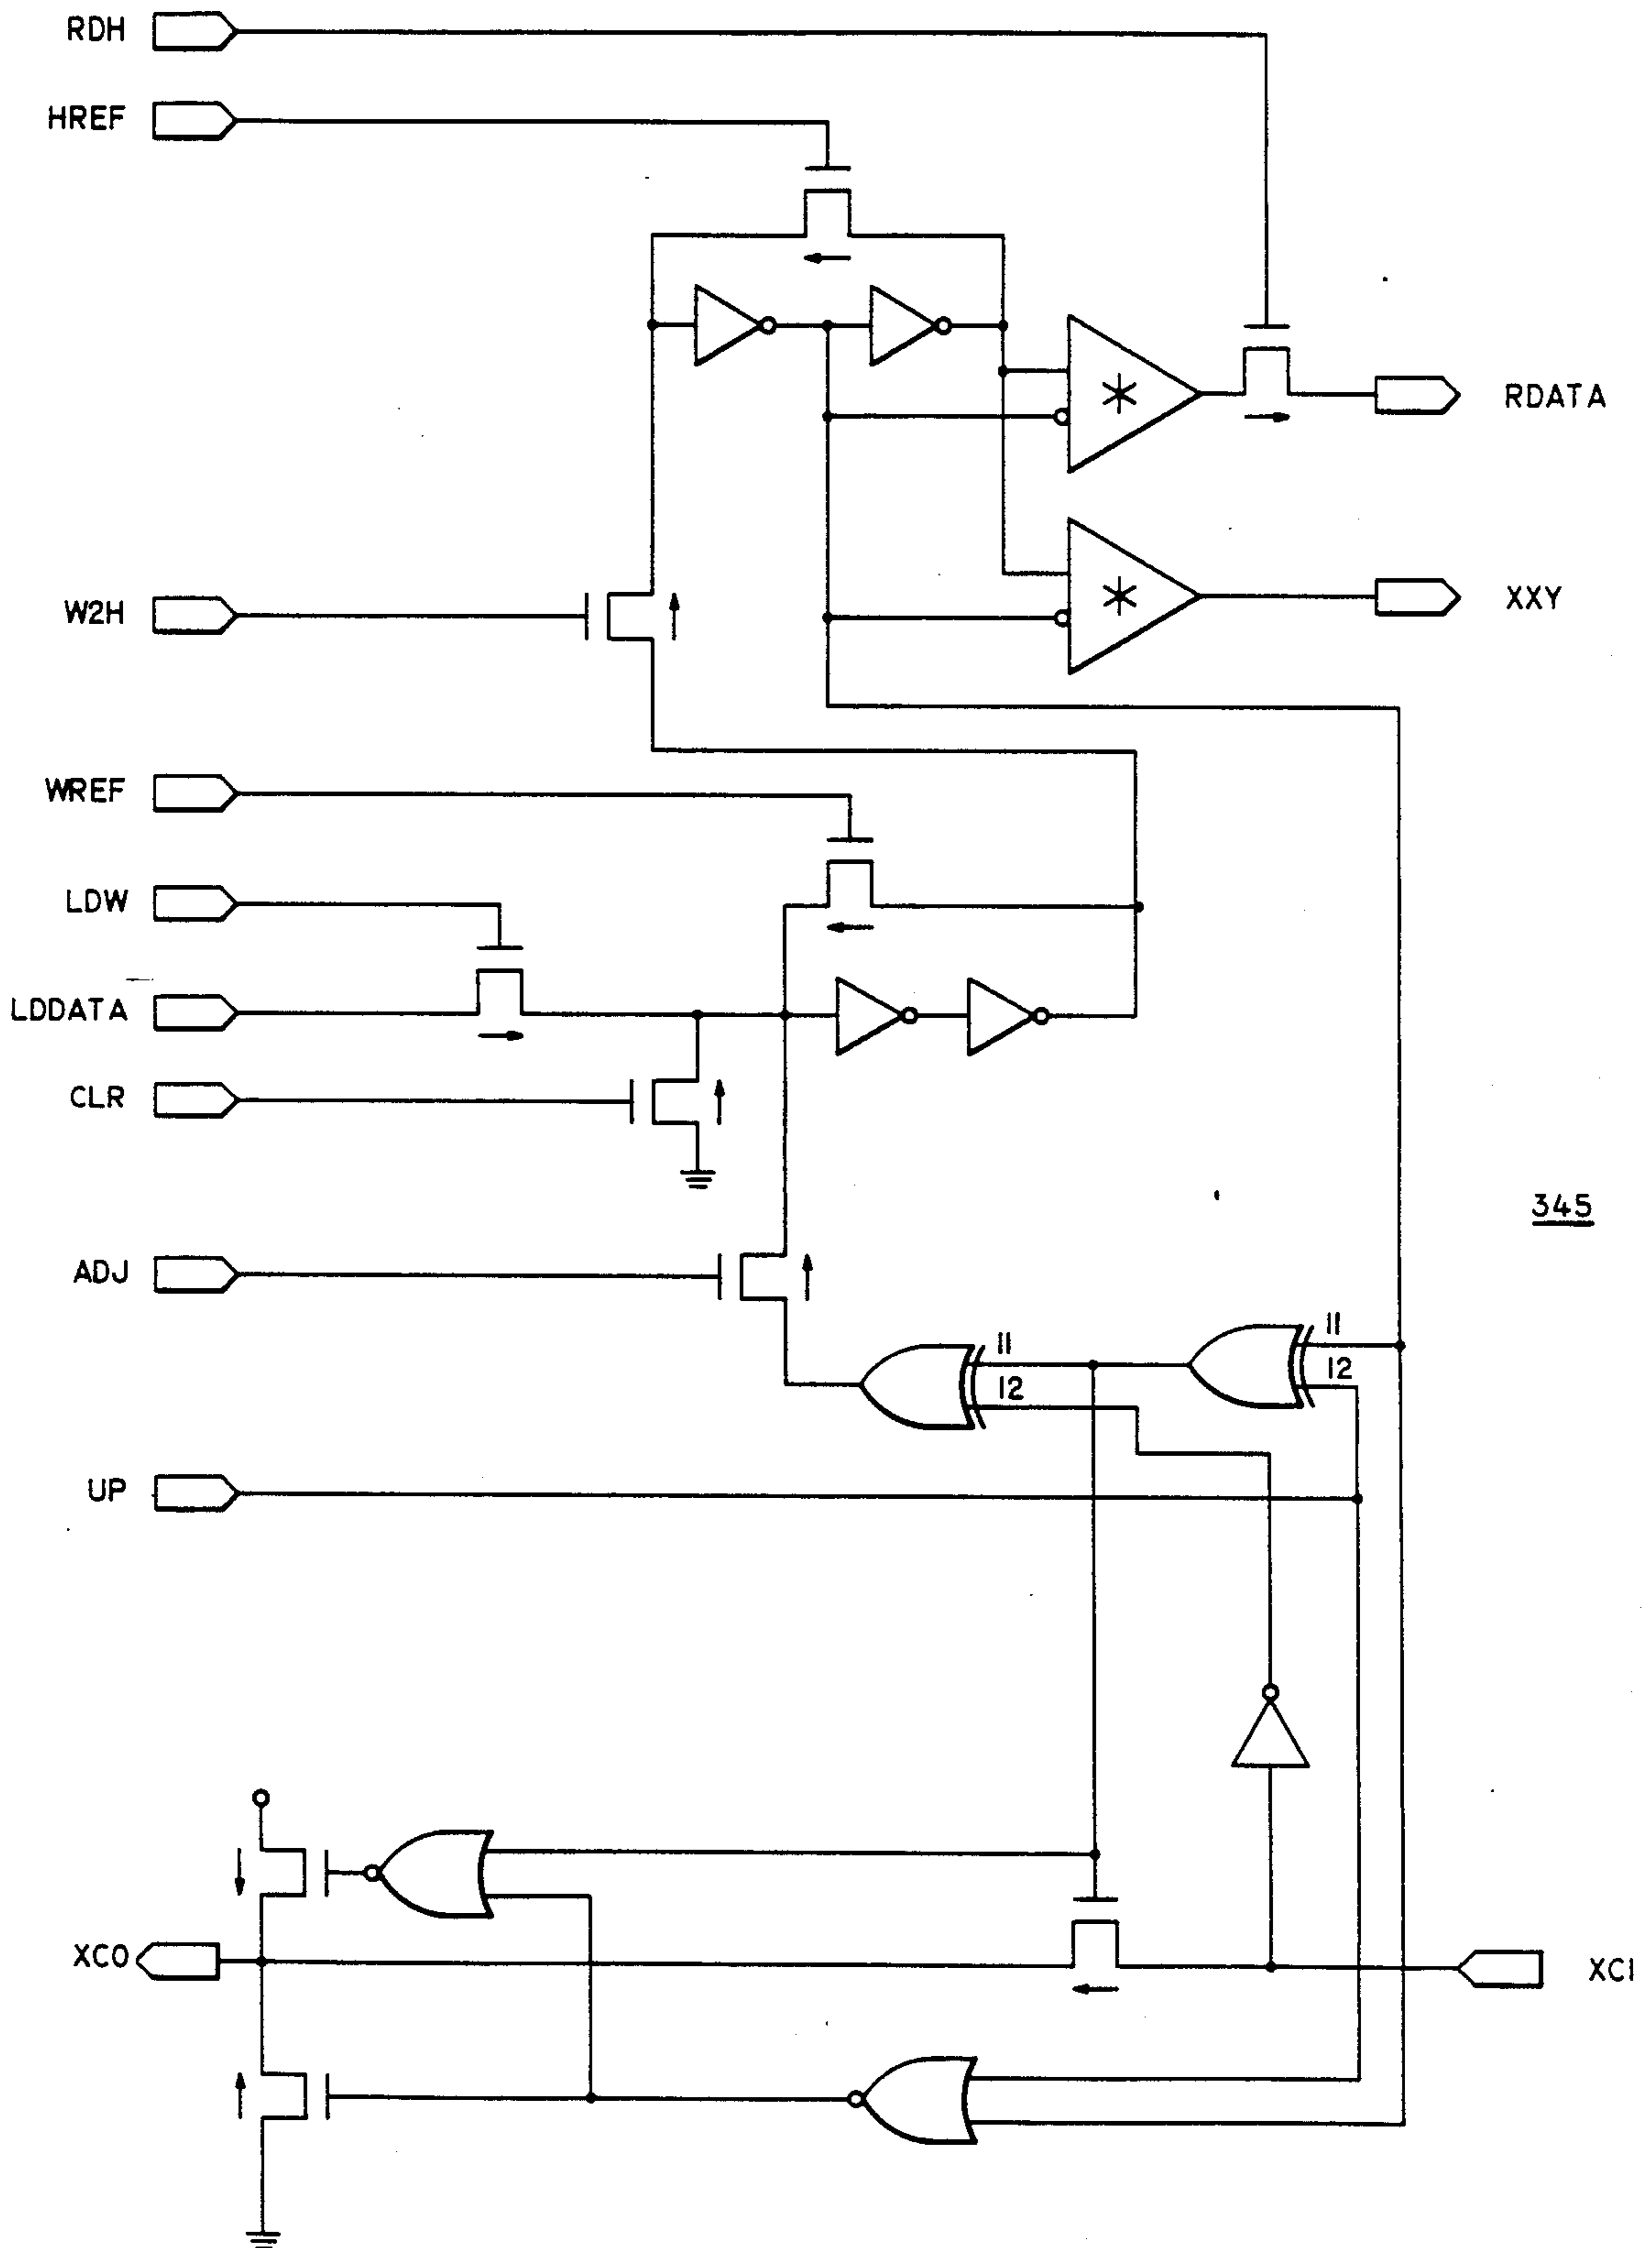 RDH
HREF
RDATA
W2H
XXY
WREF
LDW
LDDATA
CLR
345
ADJ
I1
I2
I1
I2
UP
XCO
XCI